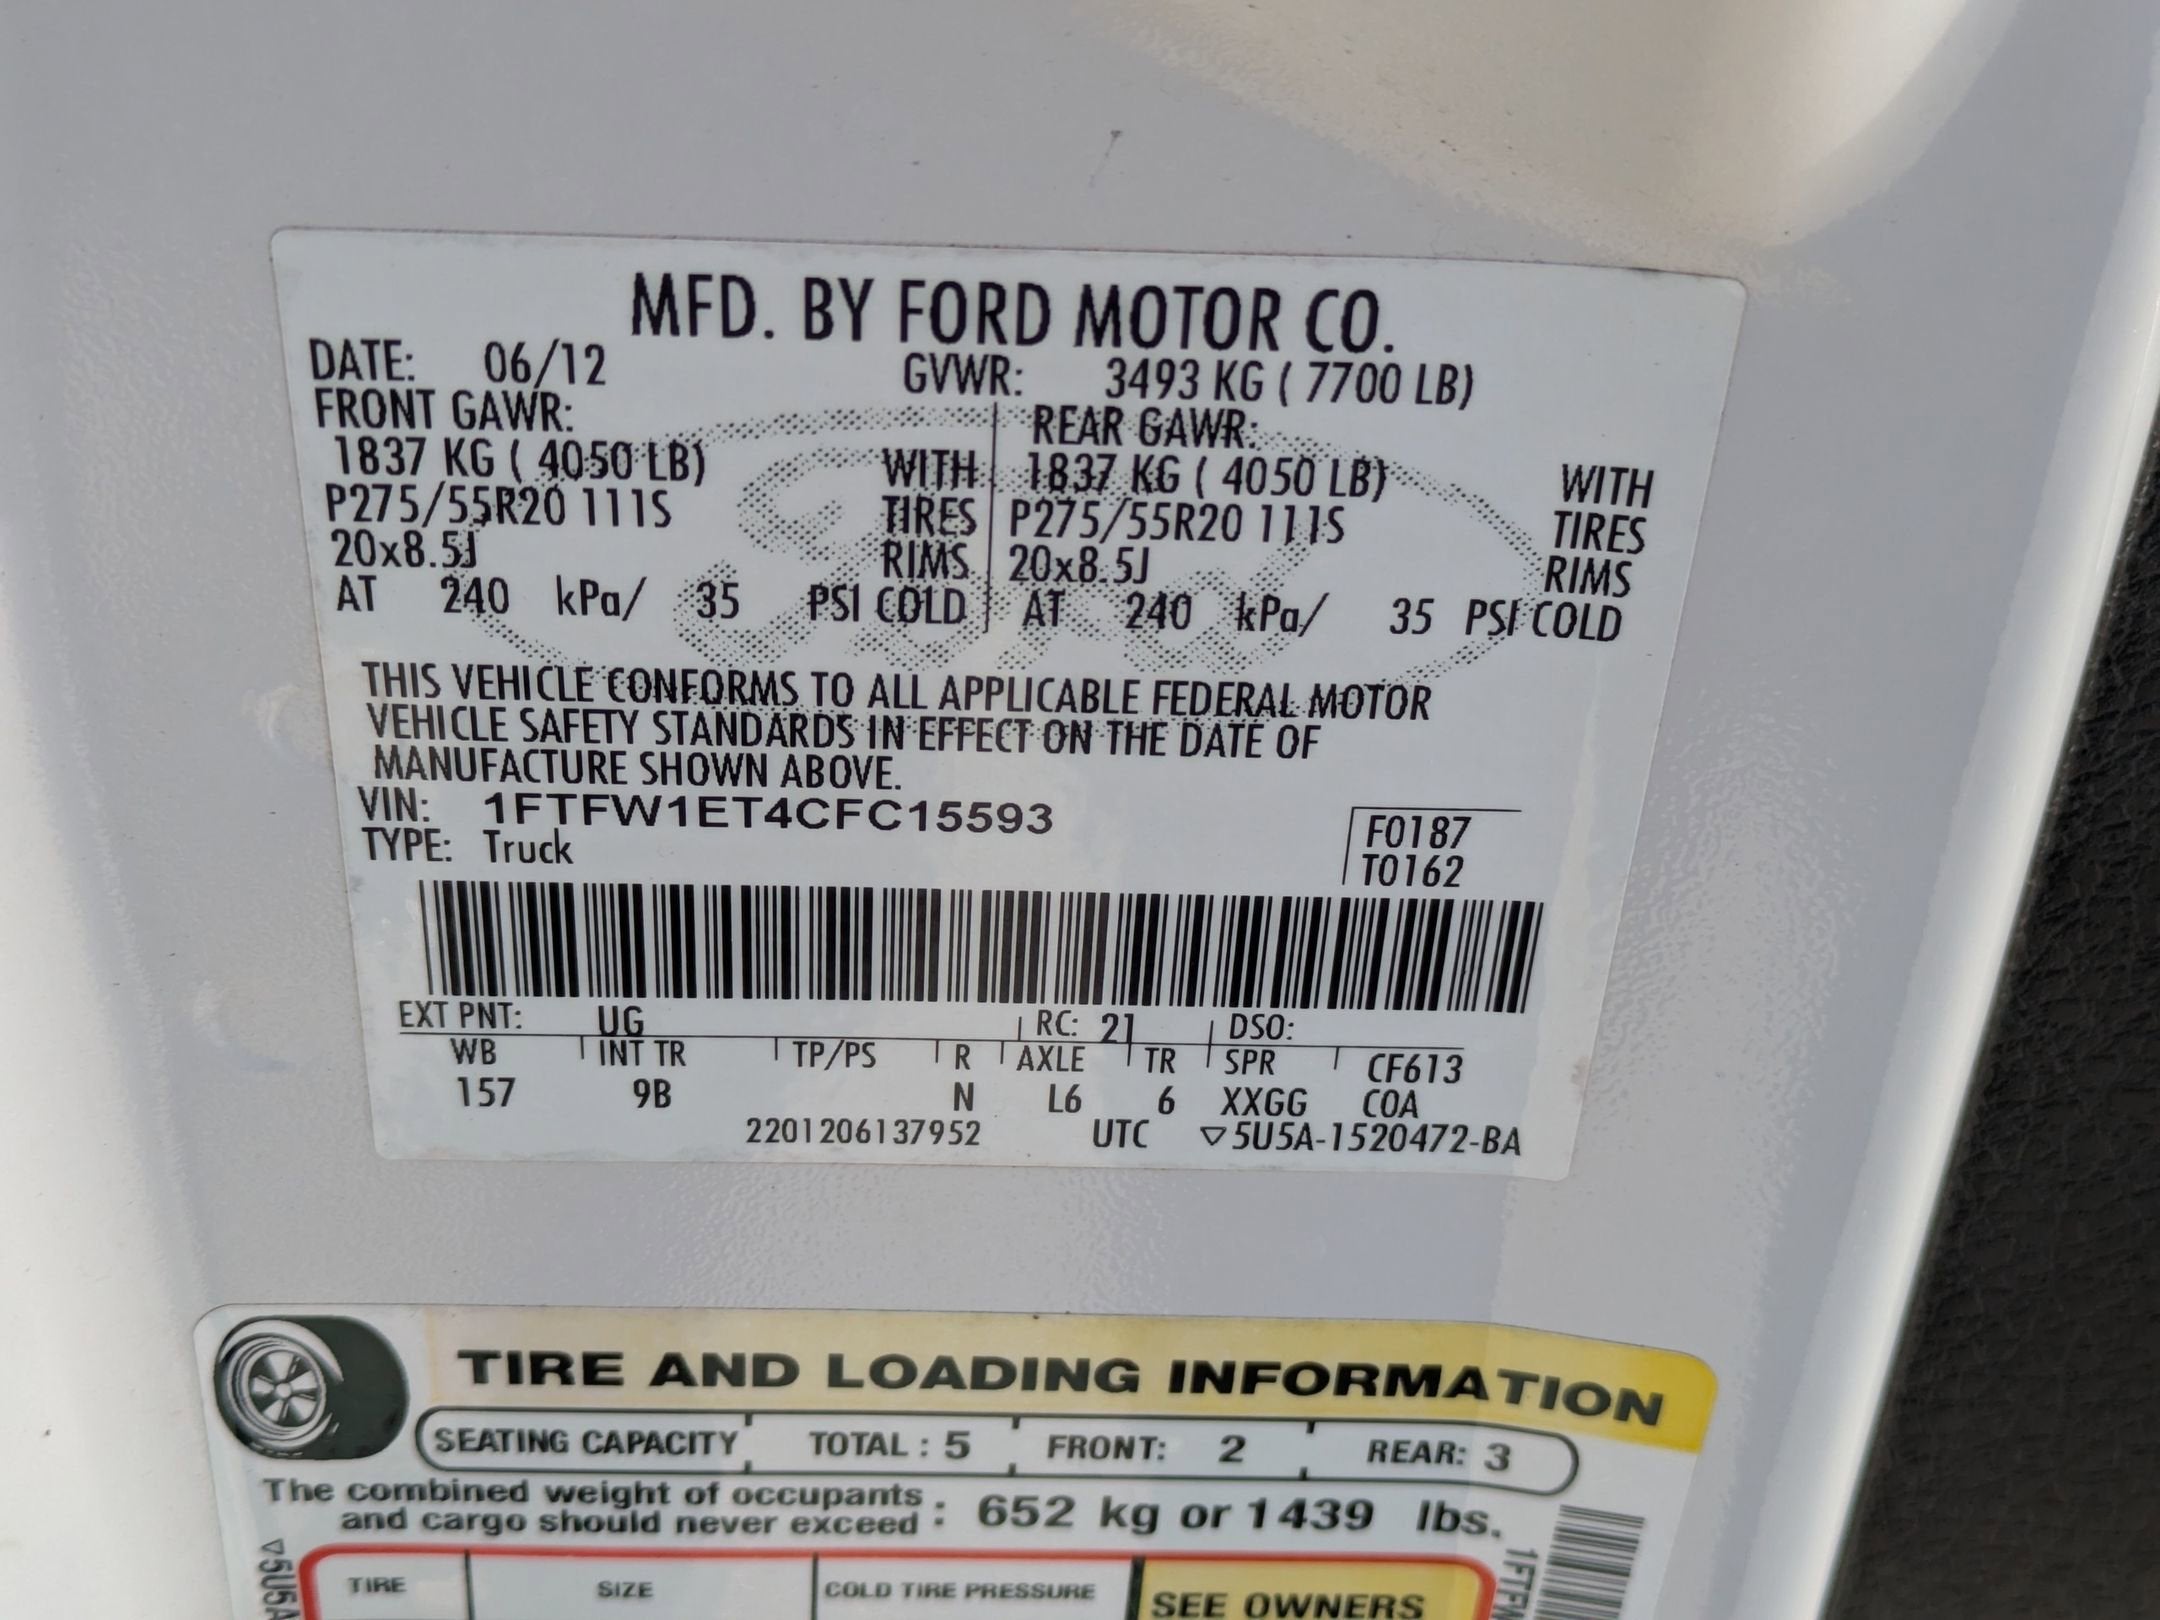 MFD. BY FORD MOTOR CO.
DATE: 06/12 GVWR: 3493 KG ( 7700 LB)
FRONT GAWR: REAR GAWR:
1837 KG ( 4050 LB) WITH 1837 KG ( 4050 LB) WITH
P275/55R20 111S TIRES P275/55R20 111S TIRES
20x8.5J RIMS 20x8.5J RIMS
AT 240 kPa/ 35 PSI COLD AT 240 kPa/ 35 PSI COLD
Ford
THIS VEHICLE CONFORMS TO ALL APPLICABLE FEDERAL MOTOR
VEHICLE SAFETY STANDARDS IN EFFECT ON THE DATE OF
MANUFACTURE SHOWN ABOVE.
VIN: 1FTFW1ET4CFC15593
TYPE: Truck
F0187
T0162
EXT PNT: UG RC: 21 DSO:
WB INT TR TP/PS R AXLE TR SPR CF613
157 9B N L6 6 XXGG COA
2201206137952 UTC ▽5U5A-1520472-BA
TIRE AND LOADING INFORMATION
SEATING CAPACITY TOTAL : 5 FRONT: 2 REAR: 3
The combined weight of occupants
and cargo should never exceed : 652 kg or 1439 lbs.
TIRE SIZE COLD TIRE PRESSURE SEE OWNERS
▽5U5A
1FTF